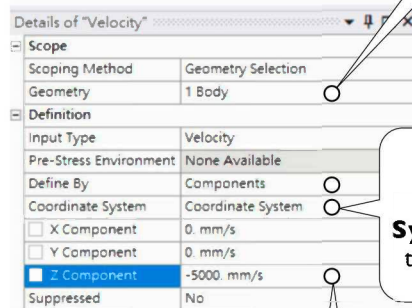 Details of "Velocity"
Scope
Scoping Method Geometry Selection
Geometry 1 Body
Definition
Input Type Velocity
Pre-Stress Environment None Available
Define By Components
Coordinate System Coordinate System
X Component 0. mm/s
Y Component 0. mm/s
Z Component -5000. mm/s
Suppressed No